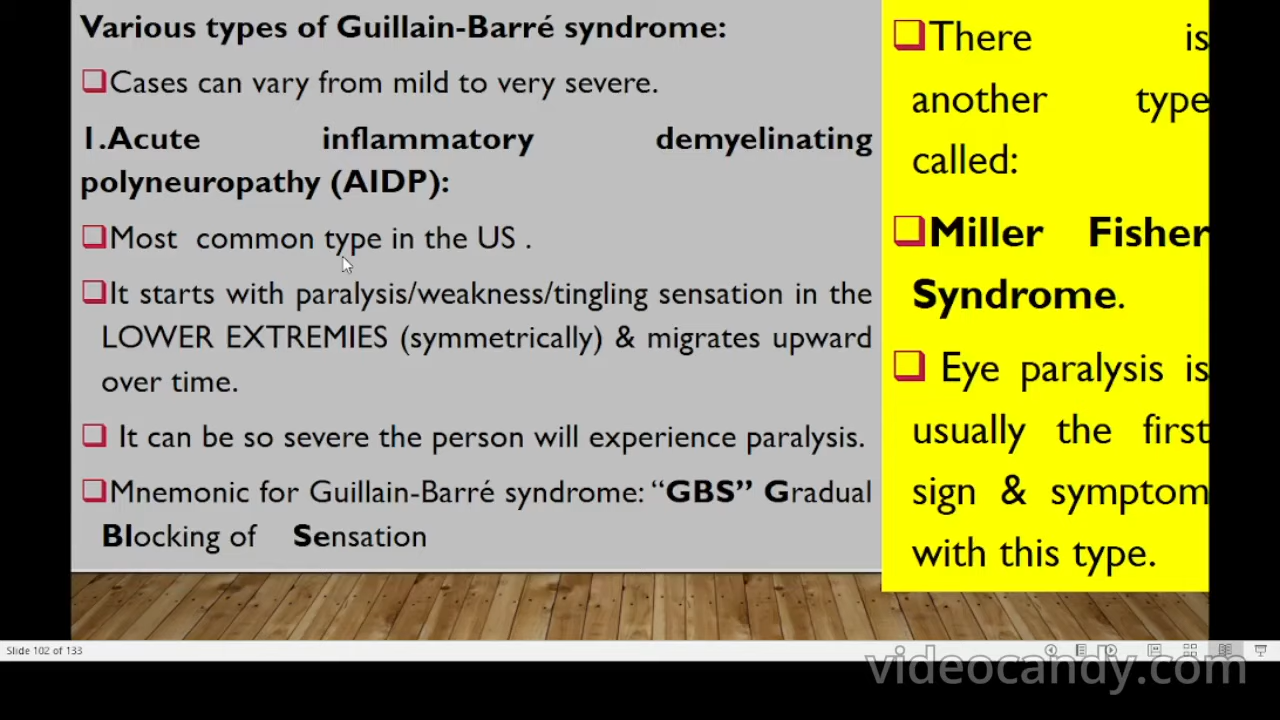 Various types of Guillain-Barré syndrome:
❑Cases can vary from mild to very severe.
1.Acute inflammatory demyelinating
polyneuropathy (AIDP):
❑Most common type in the US .
❑It starts with paralysis/weakness/tingling sensation in the
LOWER EXTREMIES (symmetrically) & migrates upward
over time.
❑ It can be so severe the person will experience paralysis.
❑Mnemonic for Guillain-Barré syndrome: “GBS” Gradual
Blocking of Sensation
❑There is
another type
called:
❑Miller Fisher
Syndrome.
❑ Eye paralysis is
usually the first
sign & symptom
with this type.
Slide 102 of 133
videocandy.com